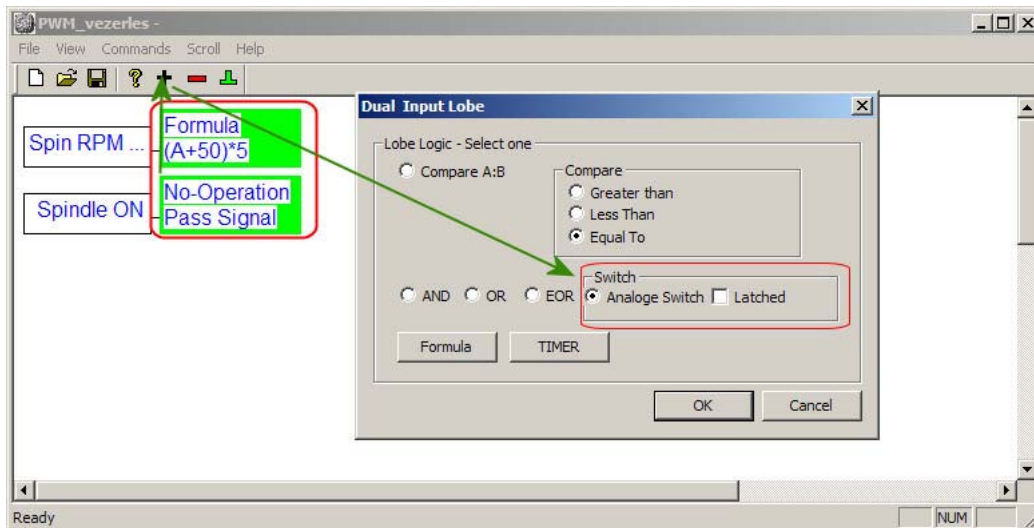 PWM_vezerles -
File View Commands Scroll Help
Dual Input Lobe
Spin RPM ...
Formula
(A+50)*5
Spindle ON
No-Operation
Pass Signal
Lobe Logic - Select one
Compare A:B
Compare
Greater than
Less Than
Equal To
Switch
AND OR EOR Analoge Switch Latched
Formula TIMER
OK Cancel
Ready NUM